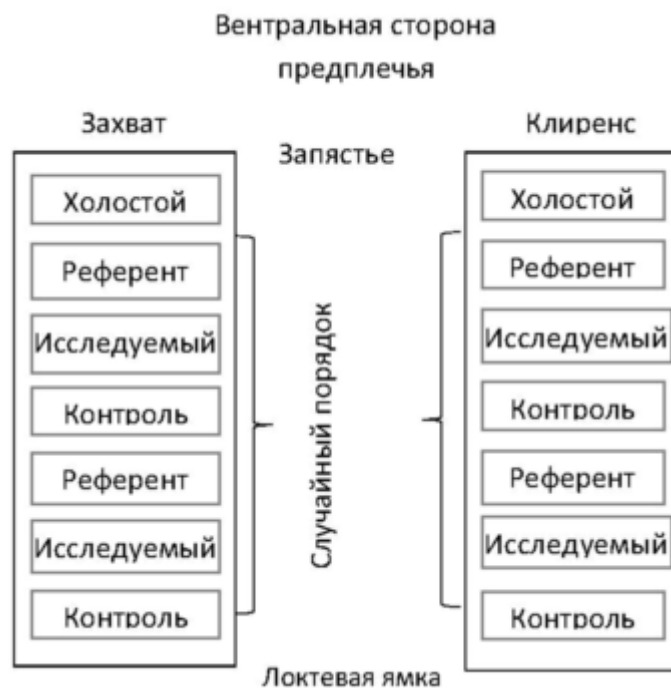 Вентральная сторона
предплечья
Захват
Клиренс
Запястье
Холостой
Референт
Исследуемый
Контроль
Референт
Исследуемый
Контроль
Случайный порядок
Холостой
Референт
Исследуемый
Контроль
Референт
Исследуемый
Контроль
Локтевая ямка